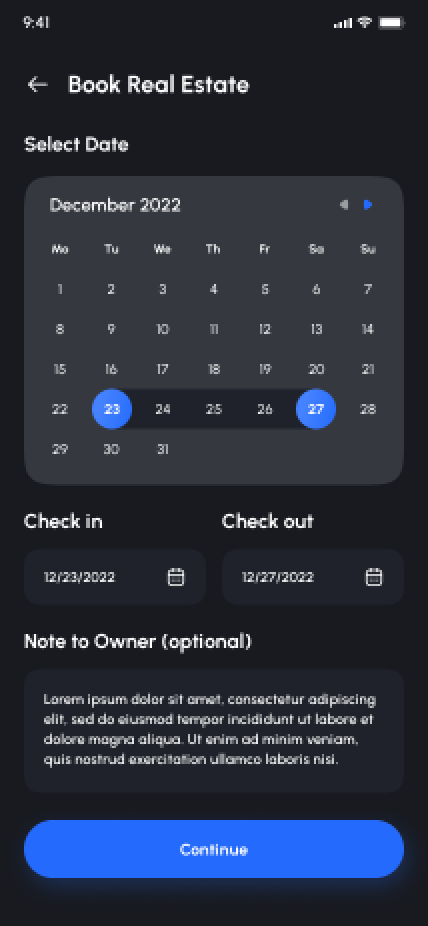 9:41
Book Real Estate
Select Date
December 2022
Mo Tu We Th Fr Sa Su
1 2 3 4 5 6 7
8 9 10 11 12 13 14
15 16 17 18 19 20 21
22 23 24 25 26 27 28
29 30 31
Check in Check out
12/23/2022 12/27/2022
Note to Owner (optional)
Lorem ipsum dolor sit amet, consectetur adipiscing
elit, sed do eiusmod tempor incididunt ut labore et
dolore magna aliqua. Ut enim ad minim veniam,
quis nostrud exercitation ullamco laboris nisi.
Continue